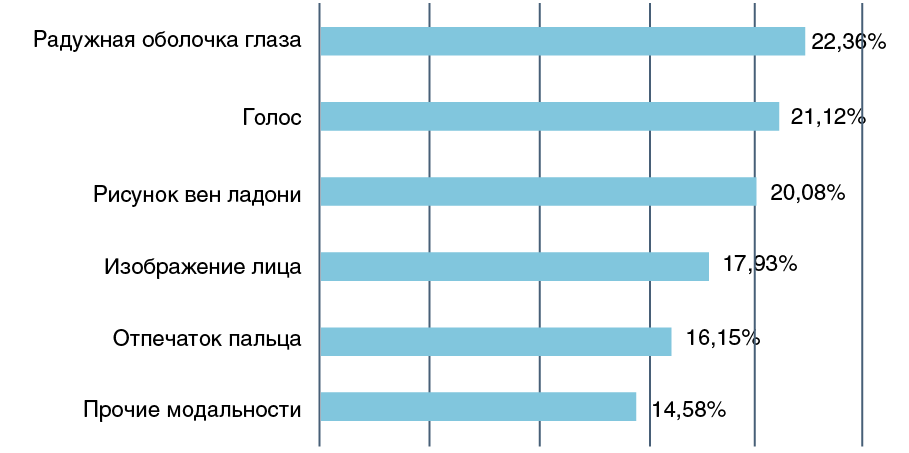 Радужная оболочка глаза 22,36%
Голос 21,12%
Рисунок вен ладони 20,08%
Изображение лица 17,93%
Отпечаток пальца 16,15%
Прочие модальности 14,58%